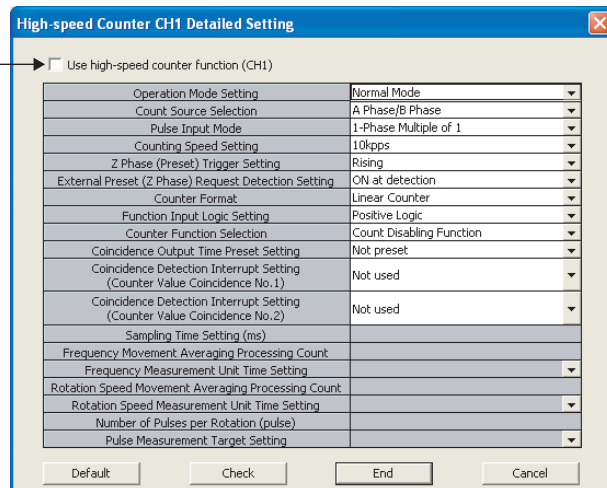 High-speed Counter CH1 Detailed Setting
Use high-speed counter function (CH1)
Operation Mode Setting Normal Mode
Count Source Selection A Phase/B Phase
Pulse Input Mode 1-Phase Multiple of 1
Counting Speed Setting 10kpps
Z Phase (Preset) Trigger Setting Rising
External Preset (Z Phase) Request Detection Setting ON at detection
Counter Format Linear Counter
Function Input Logic Setting Positive Logic
Counter Function Selection Count Disabling Function
Coincidence Output Time Preset Setting Not preset
Coincidence Detection Interrupt Setting
(Counter Value Coincidence No.1) Not used
Coincidence Detection Interrupt Setting
(Counter Value Coincidence No.2) Not used
Sampling Time Setting (ms)
Frequency Movement Averaging Processing Count
Frequency Measurement Unit Time Setting
Rotation Speed Movement Averaging Processing Count
Rotation Speed Measurement Unit Time Setting
Number of Pulses per Rotation (pulse)
Pulse Measurement Target Setting
Default Check End Cancel